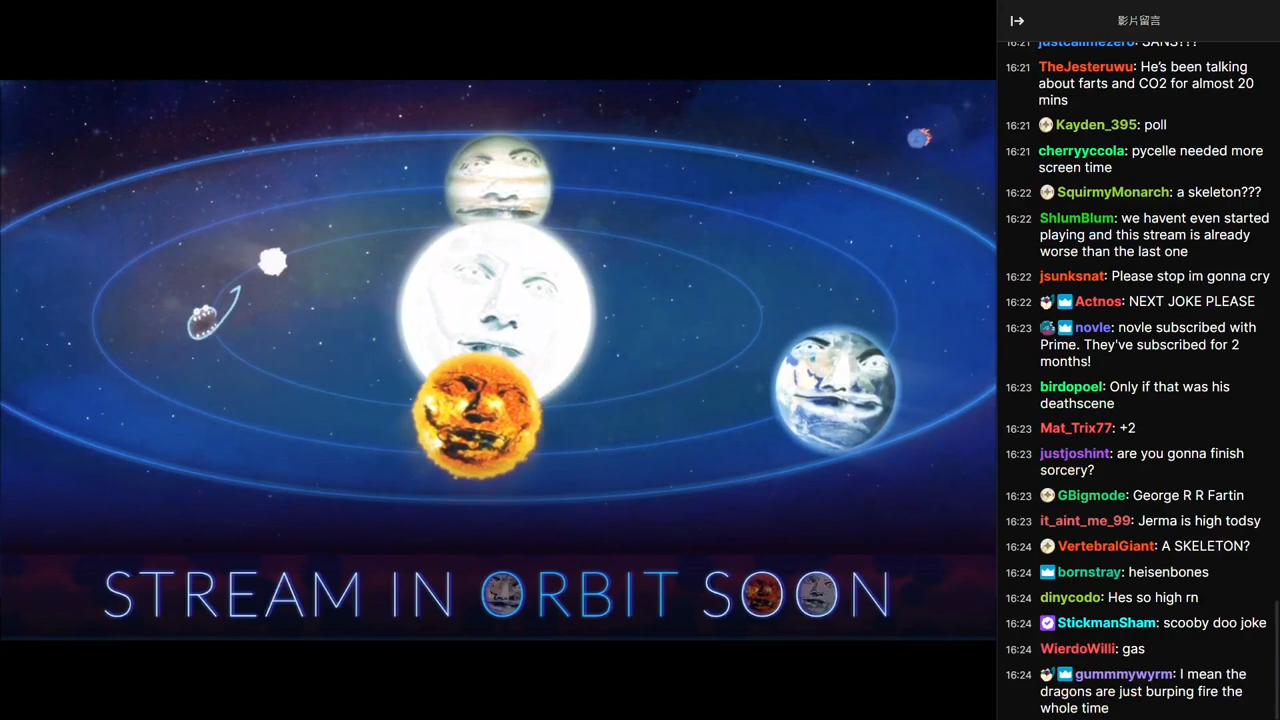 STREAM IN ORBIT SOON
影片留言
16:21 justcallmezero: SANS???
16:21 TheJesteruwu: He's been talking
about farts and CO2 for almost 20
mins
16:21 Kayden_395: poll
16:21 cherryyccola: pycelle needed more
screen time
16:22 SquirmyMonarch: a skeleton???
16:22 ShlumBlum: we havent even started
playing and this stream is already
worse than the last one
16:22 jsunksnat: Please stop im gonna cry
16:22 Actnos: NEXT JOKE PLEASE
16:23 novle: novle subscribed with
Prime. They've subscribed for 2
months!
16:23 birdopoel: Only if that was his
deathscene
16:23 Mat_Trix77: +2
16:23 justjoshint: are you gonna finish
sorcery?
16:23 GBigmode: George R R Fartin
16:23 it_aint_me_99: Jerma is high todsy
16:24 VertebralGiant: A SKELETON?
16:24 bornstray: heisenbones
16:24 dinycodo: Hes so high rn
16:24 StickmanSham: scooby doo joke
16:24 WierdoWilli: gas
16:24 gummmywyrm: I mean the
dragons are just burping fire the
whole time